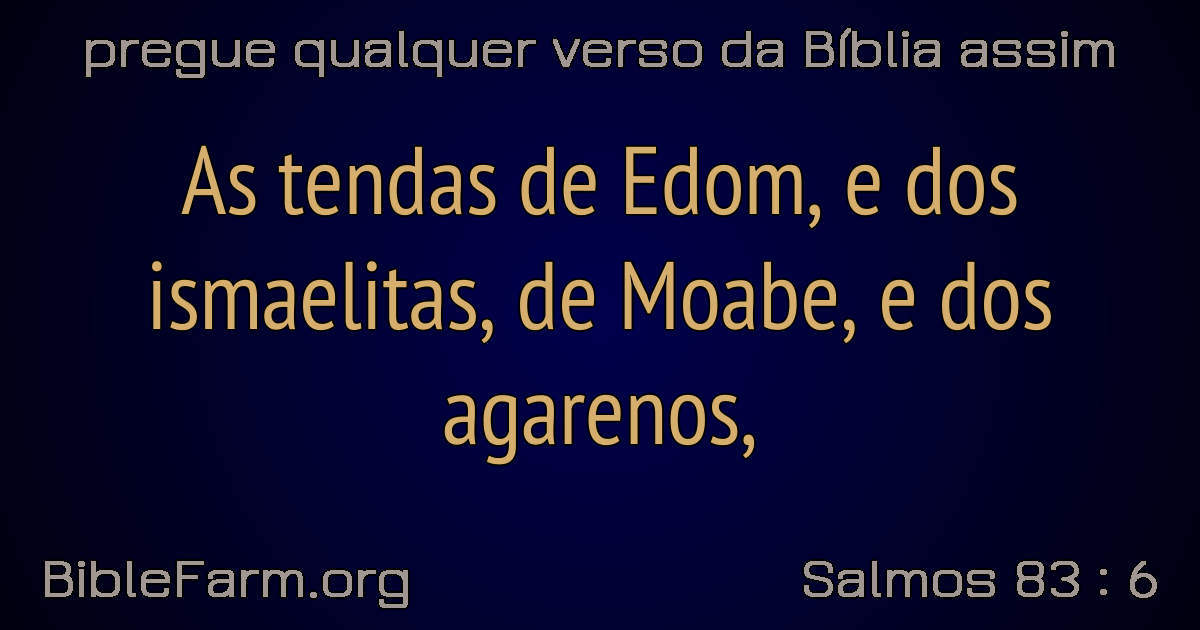 pregue qualquer verso da Bíblia assim
As tendas de Edom, e dos
ismaelitas, de Moabe, e dos
agarenos,
BibleFarm.org
Salmos 83 : 6